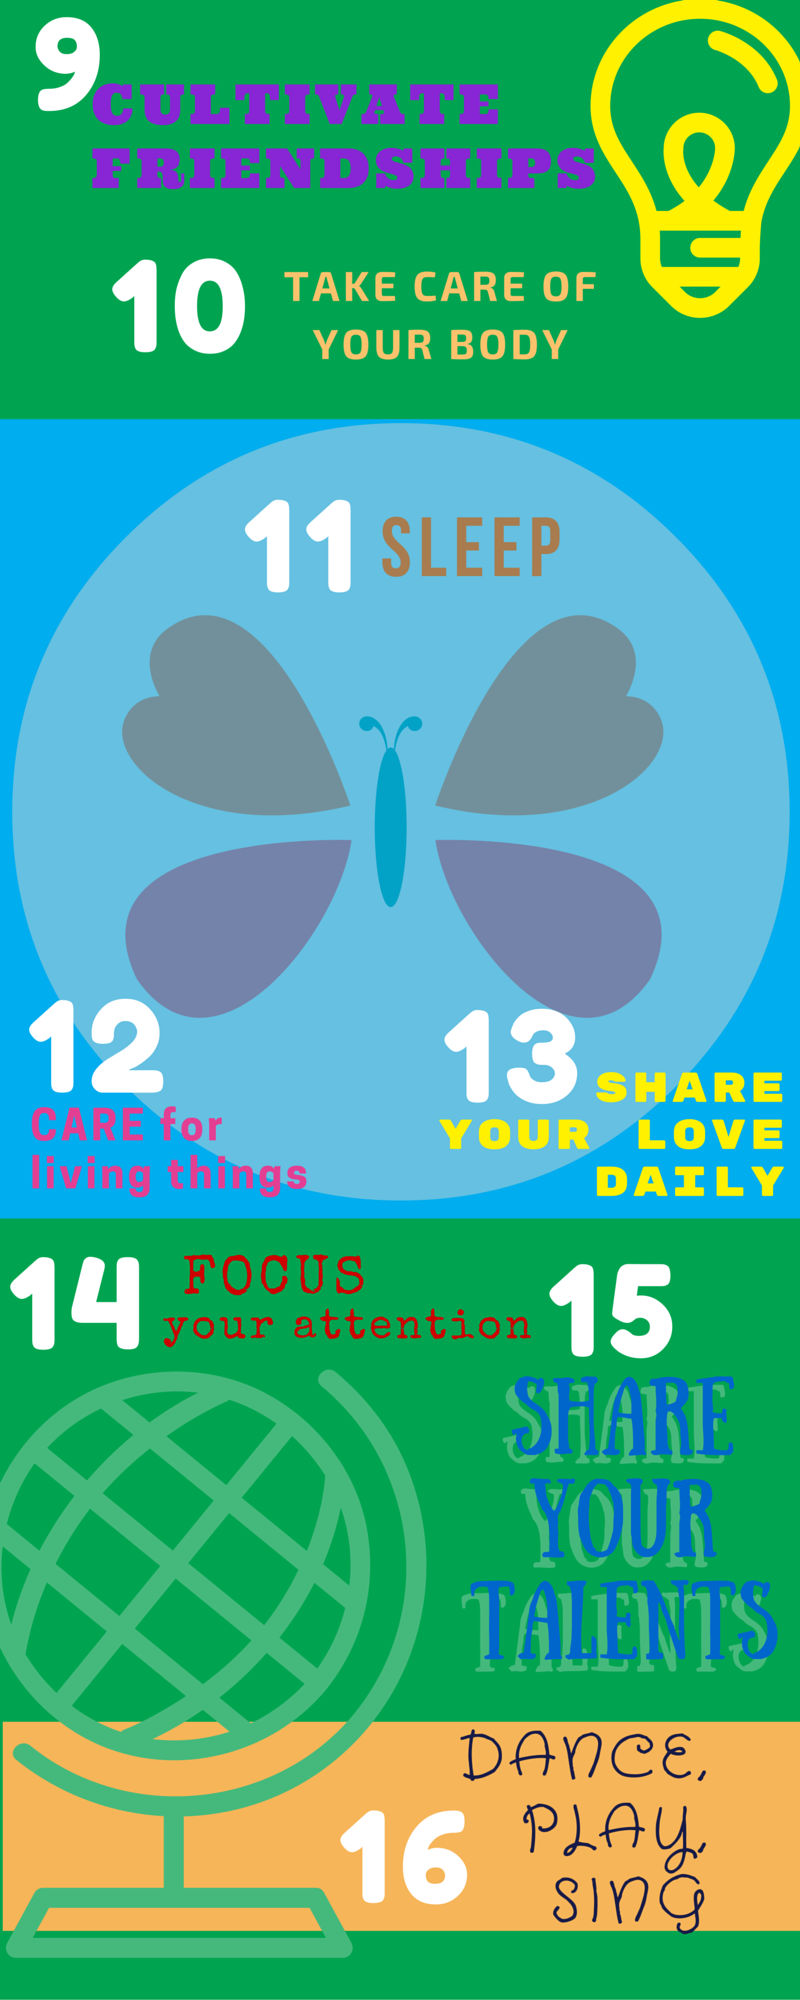 9
CULTIVATE
FRIENDSHIPS
10
TAKE CARE OF
YOUR BODY
11
SLEEP
12
CARE for
living things
13
SHARE
YOUR LOVE
DAILY
14
FOCUS
your attention
15
SHARE
YOUR
TALENTS
16
DANCE,
PLAY,
SING